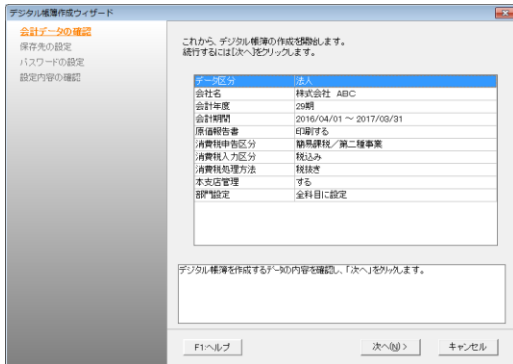 デジタル帳簿作成ウィザード
会計データの確認
保存先の設定
パスワードの設定
設定内容の確認
これから、デジタル帳簿の作成を開始します。
続行するには[次へ]をクリックします。
データ区分 法人
会社名 株式会社 ABC
会計年度 29期
会計期間 2016/04/01 ～ 2017/03/31
原価報告書 印刷する
消費税申告区分 簡易課税／第二種事業
消費税入力区分 税込み
消費税処理方法 税抜き
本支店管理 する
部門設定 全科目に設定
デジタル帳簿を作成するデータの内容を確認し、「次へ」をクリックします。
F1:ヘルプ 次へ(N) > キャンセル